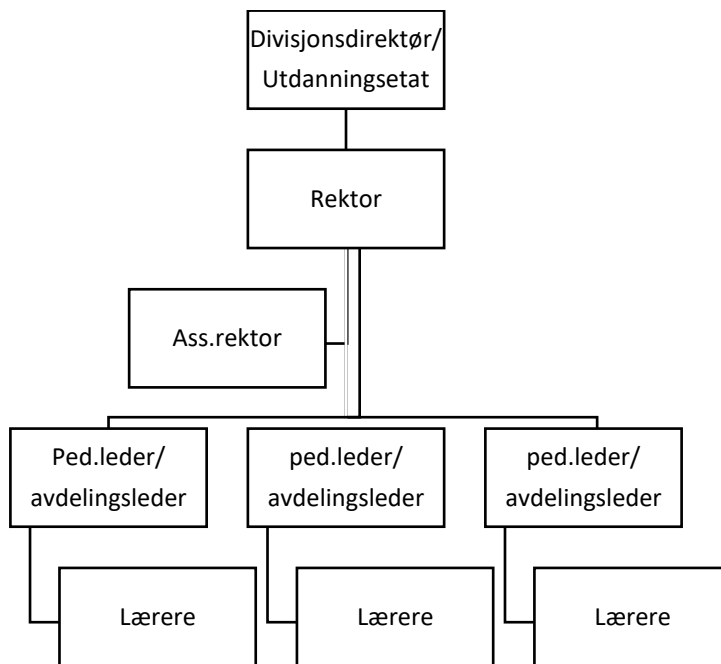 Divisjonsdirektør/
Utdanningsetat
Rektor
Ass.rektor
Ped.leder/
avdelingsleder
ped.leder/
avdelingsleder
ped.leder/
avdelingsleder
Lærere
Lærere
Lærere